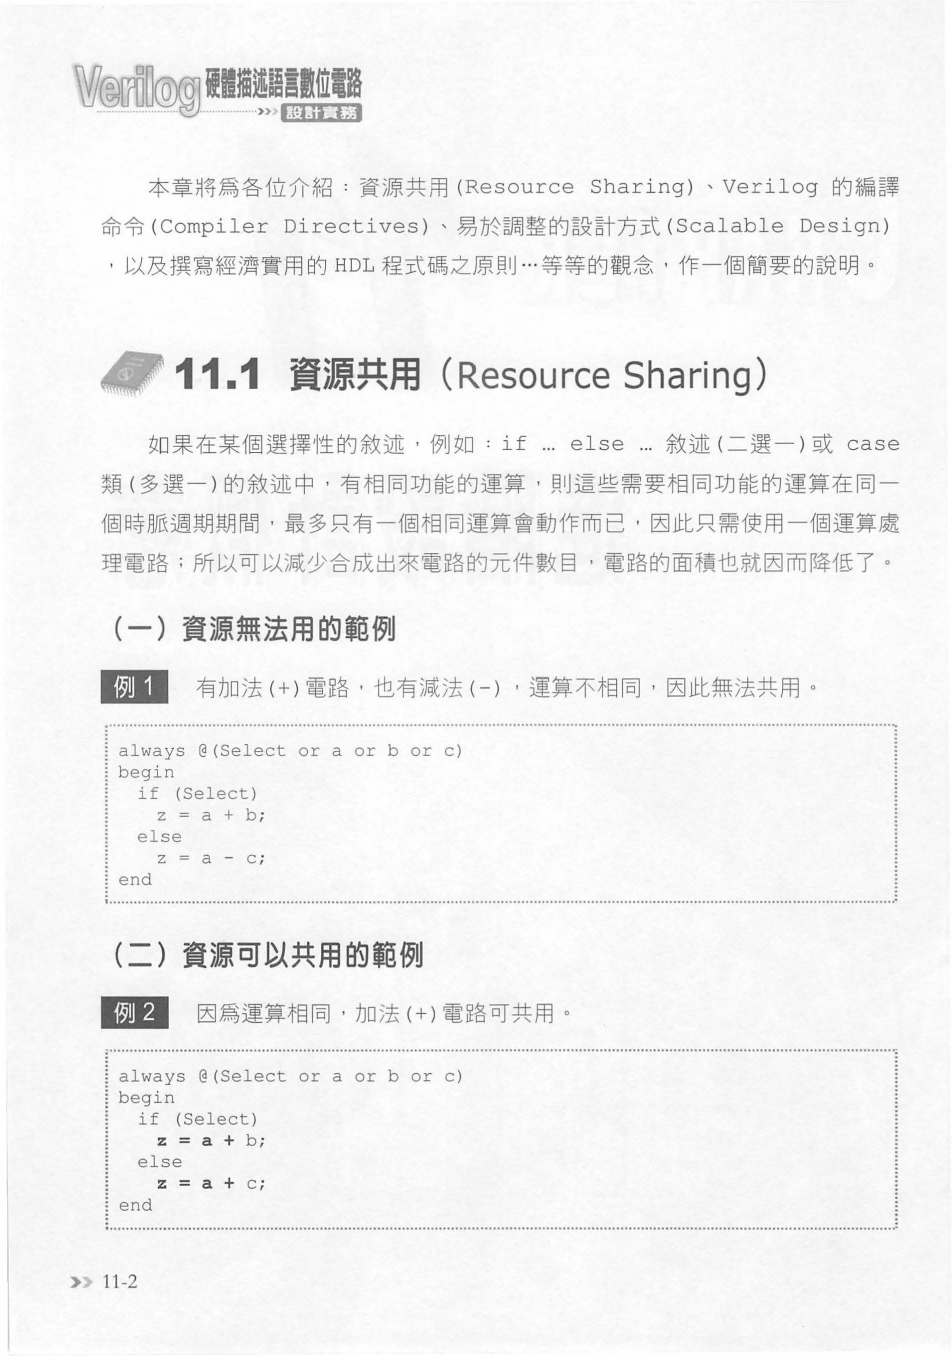 Verilog 硬體描述語言數位電路
>>> 設計實務
本章將為各位介紹：資源共用(Resource Sharing)、Verilog 的編譯
命令(Compiler Directives)、易於調整的設計方式(Scalable Design)
，以及撰寫經濟實用的 HDL 程式碼之原則…等等的觀念，作一個簡要的說明。
11.1 資源共用（Resource Sharing）
如果在某個選擇性的敘述，例如：if … else … 敘述(二選一)或 case
類(多選一)的敘述中，有相同功能的運算，則這些需要相同功能的運算在同一
個時脈週期期間，最多只有一個相同運算會動作而已，因此只需使用一個運算處
理電路；所以可以減少合成出來電路的元件數目，電路的面積也就因而降低了。
（一）資源無法用的範例
例 1 有加法(+)電路，也有減法(-)，運算不相同，因此無法共用。
always @(Select or a or b or c)
begin
  if (Select)
    z = a + b;
  else
    z = a - c;
end
（二）資源可以共用的範例
例 2 因為運算相同，加法(+)電路可共用。
always @(Select or a or b or c)
begin
  if (Select)
    z = a + b;
  else
    z = a + c;
end
>> 11-2